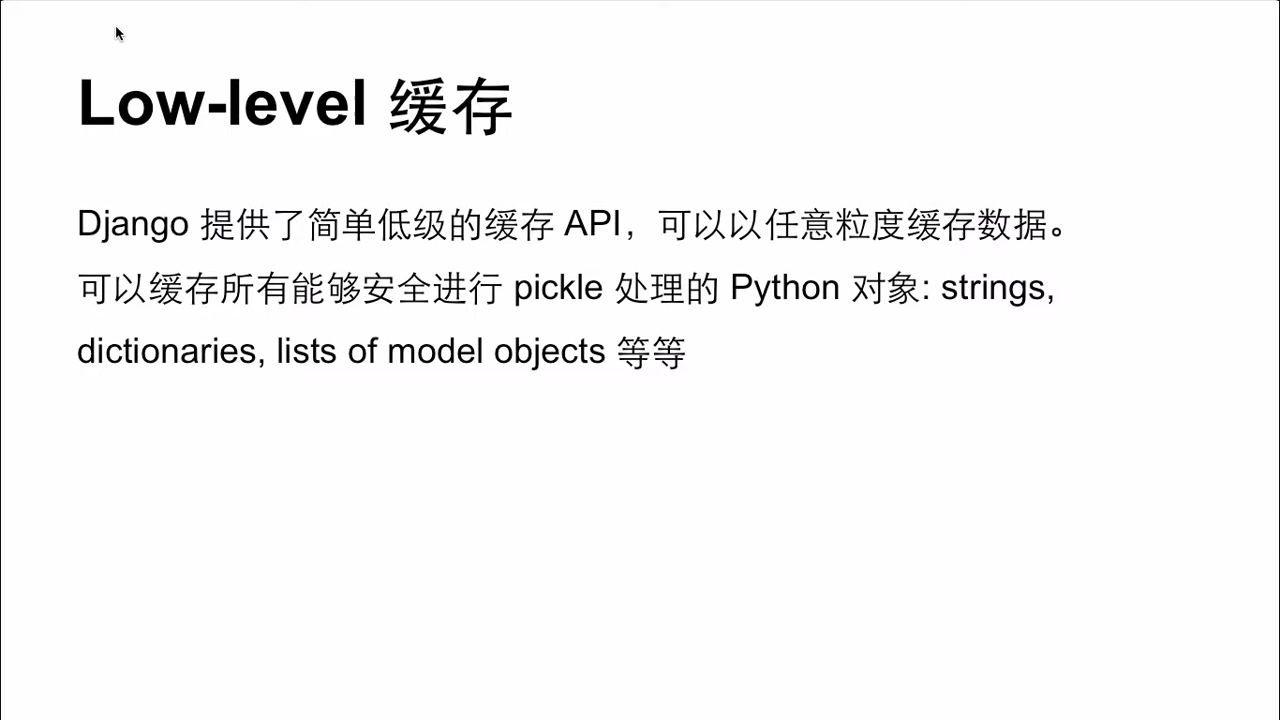 Low-level 缓存
Django 提供了简单低级的缓存 API，可以以任意粒度缓存数据。
可以缓存所有能够安全进行 pickle 处理的 Python 对象: strings,
dictionaries, lists of model objects 等等